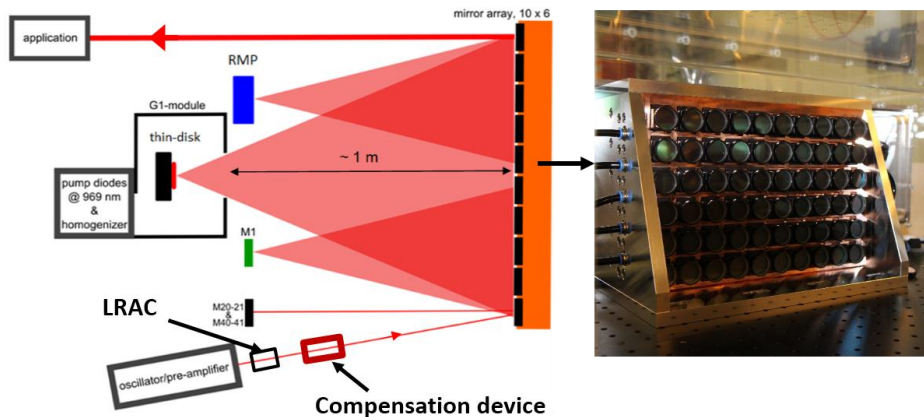 mirror array, 10 x 6
application
RMP
G1-module
thin-disk
~ 1 m
pump diodes
@ 969 nm
&
homogenizer
M1
M20-21
&
M40-41
LRAC
oscillator/pre-amplifier
Compensation device